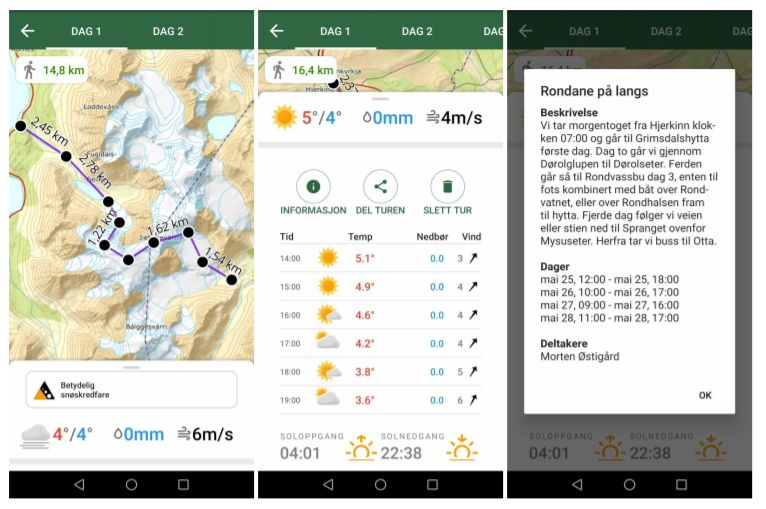 DAG 1
DAG 2
14,8 km
Loddevárri
2,45 km
2,78 km
1,22 km
1,62 km
1,54 km
Bálggesvárri
Betydelig
snøskredfare
4°/4°
0mm
6m/s
DAG 1
DAG 2
DAG
16,4 km
Hjerkinn
5°/4°
0mm
4m/s
INFORMASJON
DEL TUREN
SLETT TUR
Tid
Temp
Nedbør
Vind
14:00
5.1°
0.0
3
15:00
4.9°
0.0
4
16:00
4.6°
0.0
4
17:00
4.2°
0.0
4
18:00
3.8°
0.0
5
19:00
3.6°
0.0
6
SOLOPPGANG
04:01
SOLNEDGANG
22:38
DAG 1
DAG 2
DAG
16,4 km
Rondane på langs
Beskrivelse
Vi tar morgentoget fra Hjerkinn klok-
ken 07:00 og går til Grimsdalshytta
første dag. Dag to går vi gjennom
Dørolglupen til Dørolseter. Ferden
går så til Rondvassbu dag 3, enten til
fots kombinert med båt over Rond-
vatnet, eller over Rondhalsen fram
til hytta. Fjerde dag følger vi veien
eller stien ned til Spranget ovenfor
Mysuseter. Herfra tar vi buss til Otta.
Dager
mai 25, 12:00 - mai 25, 18:00
mai 26, 10:00 - mai 26, 17:00
mai 27, 09:00 - mai 27, 16:00
mai 28, 11:00 - mai 28, 17:00
Deltakere
Morten Østigård
OK
SOLOPPGANG
04:01
SOLNEDGANG
22:38